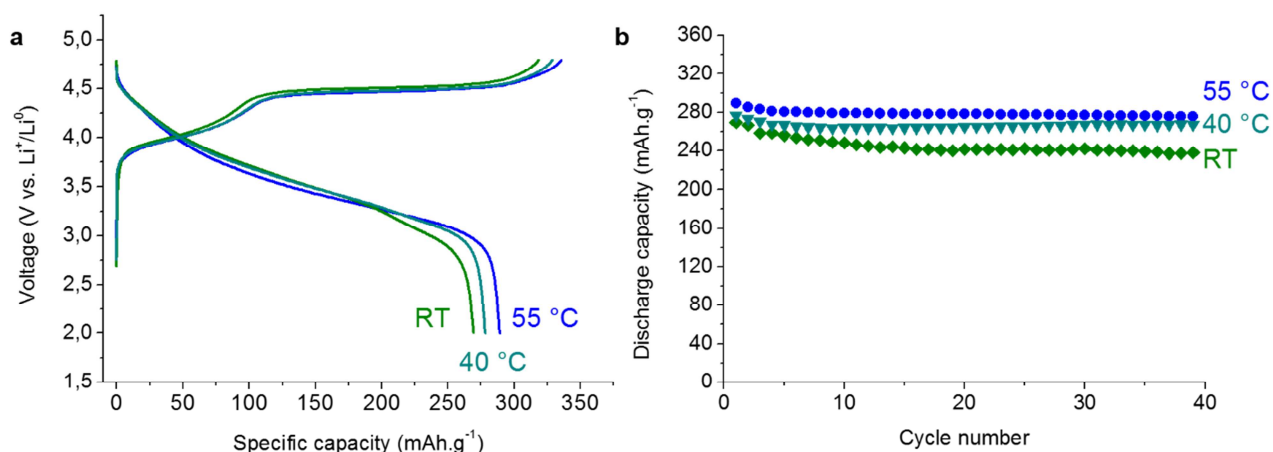 a
5,0
4,5
4,0
3,5
3,0
2,5
2,0
1,5
Voltage (V vs. Li⁺/Li⁰)
RT
40 °C
55 °C
0 50 100 150 200 250 300 350
Specific capacity (mAh.g⁻¹)
b
360
320
280
240
200
160
120
80
40
0
Discharge capacity (mAh.g⁻¹)
55 °C
40 °C
RT
0 10 20 30 40
Cycle number